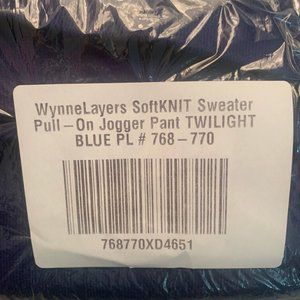 WynneLayers SoftKNIT Sweater
Pull-On Jogger Pant TWILIGHT
BLUE PL # 768-770
768770XD4651